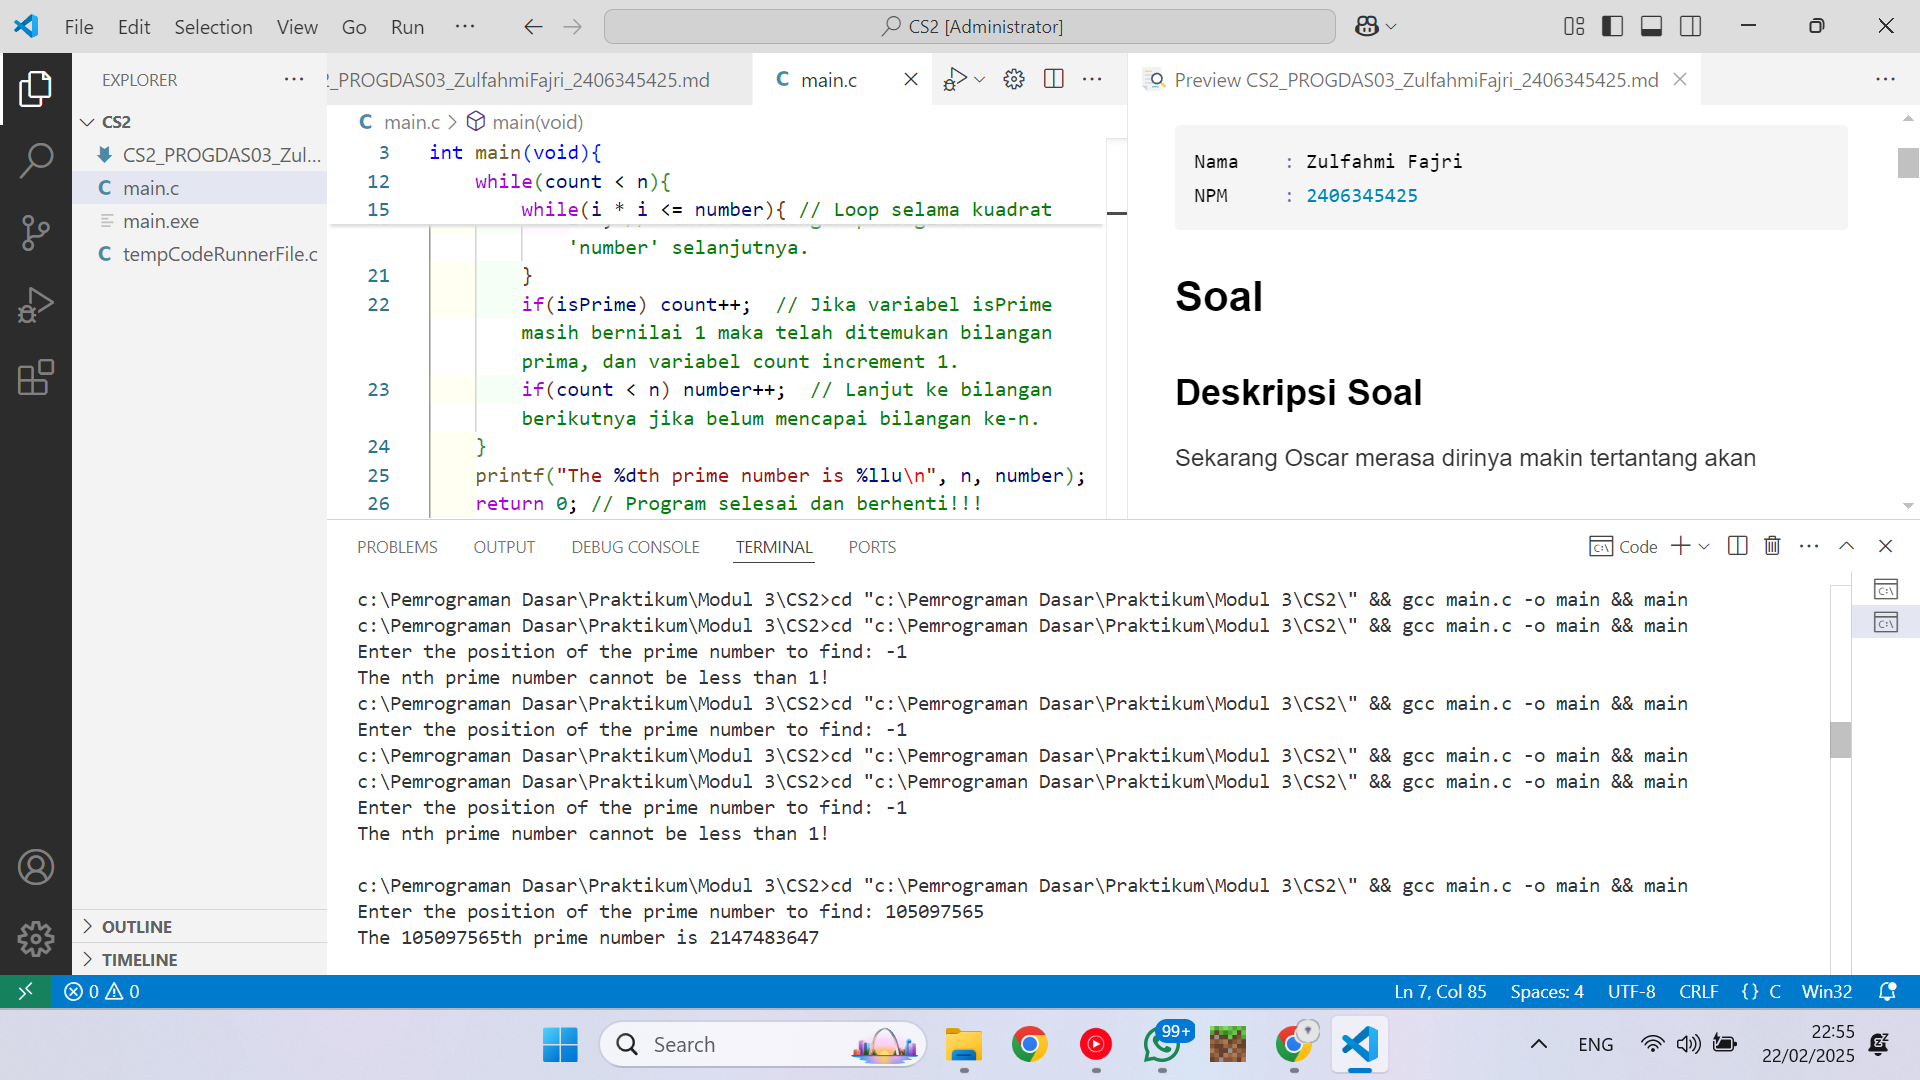 File Edit Selection View Go Run ··· CS2 [Administrator]
EXPLORER ···
CS2
CS2_PROGDAS03_Zul...
C main.c
main.exe
C tempCodeRunnerFile.c
OUTLINE
TIMELINE
2_PROGDAS03_ZulfahmiFajri_2406345425.md C main.c
C main.c > main(void)
3 int main(void){
12 while(count < n){
15 while(i * i <= number){ // Loop selama kuadrat
'number' selanjutnya.
21 }
22 if(isPrime) count++; // Jika variabel isPrime
masih bernilai 1 maka telah ditemukan bilangan
prima, dan variabel count increment 1.
23 if(count < n) number++; // Lanjut ke bilangan
berikutnya jika belum mencapai bilangan ke-n.
24 }
25 printf("The %dth prime number is %llu\n", n, number);
26 return 0; // Program selesai dan berhenti!!!
Preview CS2_PROGDAS03_ZulfahmiFajri_2406345425.md
Nama : Zulfahmi Fajri
NPM : 2406345425
Soal
Deskripsi Soal
Sekarang Oscar merasa dirinya makin tertantang akan
PROBLEMS OUTPUT DEBUG CONSOLE TERMINAL PORTS Code
c:\Pemrograman Dasar\Praktikum\Modul 3\CS2>cd "c:\Pemrograman Dasar\Praktikum\Modul 3\CS2\" && gcc main.c -o main && main
c:\Pemrograman Dasar\Praktikum\Modul 3\CS2>cd "c:\Pemrograman Dasar\Praktikum\Modul 3\CS2\" && gcc main.c -o main && main
Enter the position of the prime number to find: -1
The nth prime number cannot be less than 1!
c:\Pemrograman Dasar\Praktikum\Modul 3\CS2>cd "c:\Pemrograman Dasar\Praktikum\Modul 3\CS2\" && gcc main.c -o main && main
Enter the position of the prime number to find: -1
c:\Pemrograman Dasar\Praktikum\Modul 3\CS2>cd "c:\Pemrograman Dasar\Praktikum\Modul 3\CS2\" && gcc main.c -o main && main
c:\Pemrograman Dasar\Praktikum\Modul 3\CS2>cd "c:\Pemrograman Dasar\Praktikum\Modul 3\CS2\" && gcc main.c -o main && main
Enter the position of the prime number to find: -1
The nth prime number cannot be less than 1!
c:\Pemrograman Dasar\Praktikum\Modul 3\CS2>cd "c:\Pemrograman Dasar\Praktikum\Modul 3\CS2\" && gcc main.c -o main && main
Enter the position of the prime number to find: 105097565
The 105097565th prime number is 2147483647
0 0 Ln 7, Col 85 Spaces: 4 UTF-8 CRLF {} C Win32
Search 99+ ENG 22:55
22/02/2025